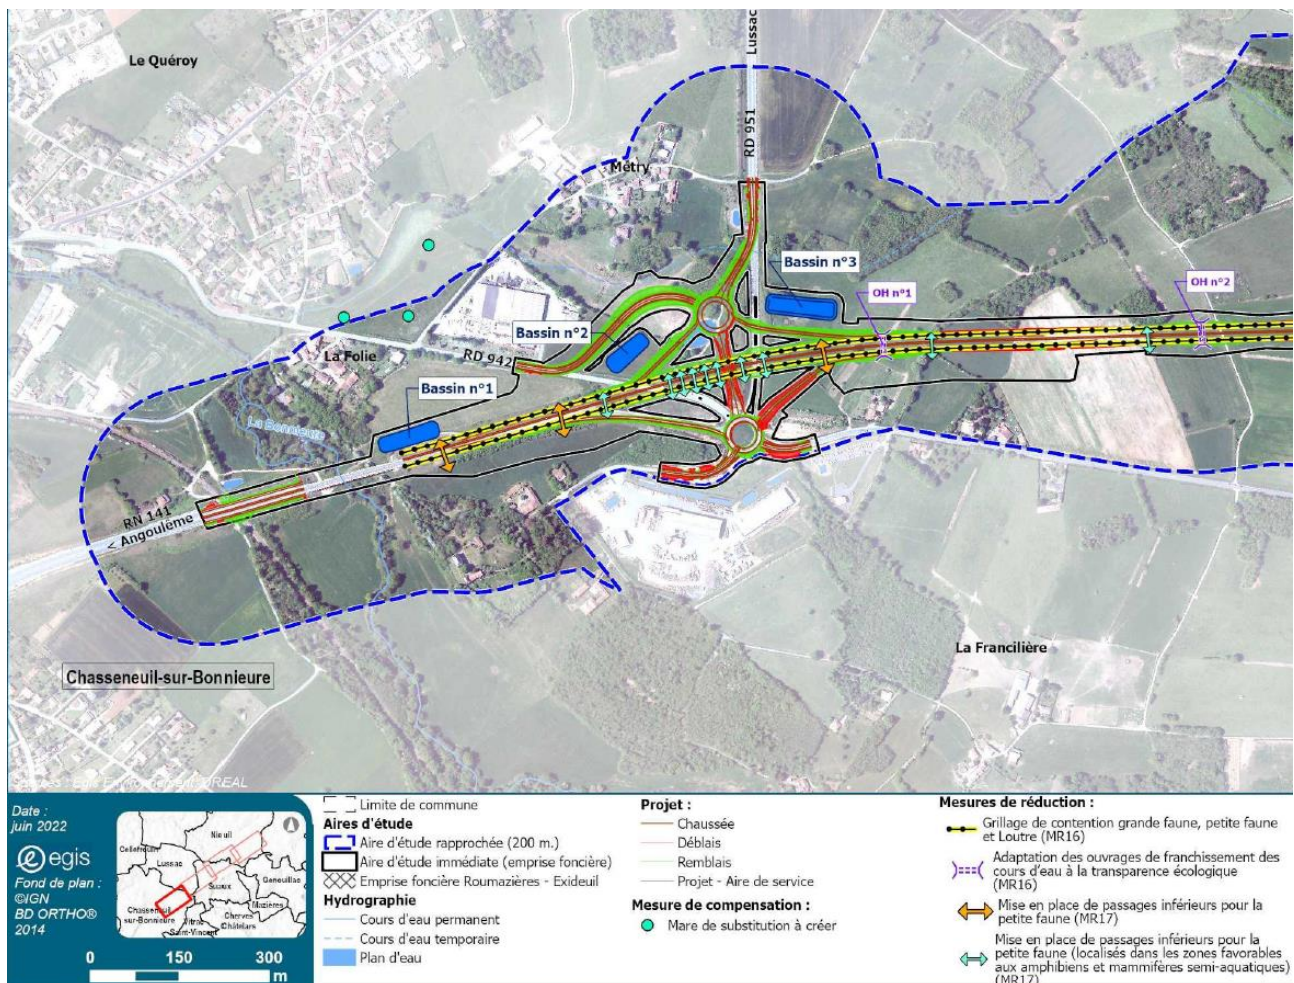 Le Quéroy
Lussac
RD 951
Métry
Bassin n°3
OH n°1
OH n°2
Bassin n°2
La Folie
RD 942
Bassin n°1
La Bonnieure
RN 141
< Angoulême
La Francilière
Chasseneuil-sur-Bonnieure
DREAL
Date :
juin 2022
egis
Fond de plan :
©IGN
BD ORTHO®
2014
Nieuil
Cellefrouin
Lussac
Suaux
Genouillac
Mazières
Chasseneuil
sur-Bonnieure
Vitrac
Saint-Vincent
Cherves
Châtelars
0 150 300
m
Limite de commune
Aires d'étude
Aire d'étude rapprochée (200 m.)
Aire d'étude immédiate (emprise foncière)
Emprise foncière Roumazières - Exideuil
Hydrographie
Cours d'eau permanent
Cours d'eau temporaire
Plan d'eau
Projet :
Chaussée
Déblais
Remblais
Projet - Aire de service
Mesure de compensation :
Mare de substitution à créer
Mesures de réduction :
Grillage de contention grande faune, petite faune
et Loutre (MR16)
Adaptation des ouvrages de franchissement des
cours d'eau à la transparence écologique
(MR16)
Mise en place de passages inférieurs pour la
petite faune (MR17)
Mise en place de passages inférieurs pour la
petite faune (localisés dans les zones favorables
aux amphibiens et mammifères semi-aquatiques)
(MR17)